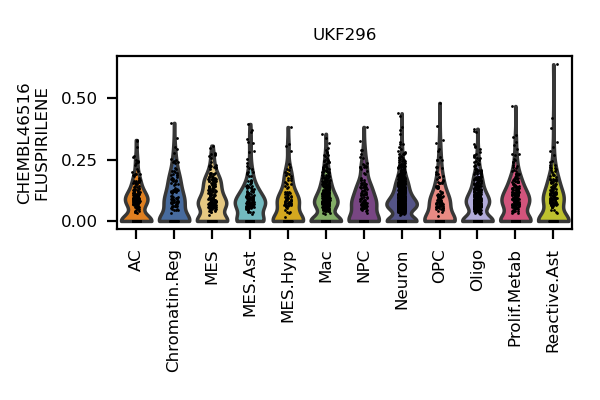 UKF296
CHEMBL46516
FLUSPIRILENE
0.50
0.25
0.00
AC
Chromatin.Reg
MES
MES.Ast
MES.Hyp
Mac
NPC
Neuron
OPC
Oligo
Prolif.Metab
Reactive.Ast